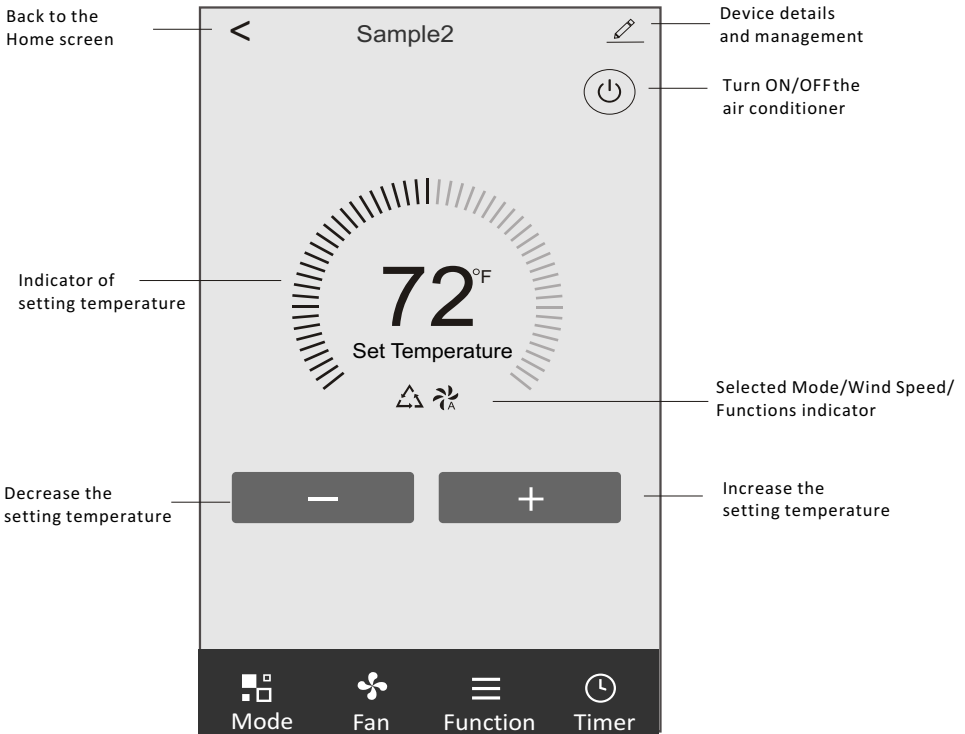 Back to the
Home screen
<
Sample2
Device details
and management
Turn ON/OFF the
air conditioner
Indicator of
setting temperature
72°F
Set Temperature
A
Selected Mode/Wind Speed/
Functions indicator
Decrease the
setting temperature
−
+
Increase the
setting temperature
Mode
Fan
Function
Timer